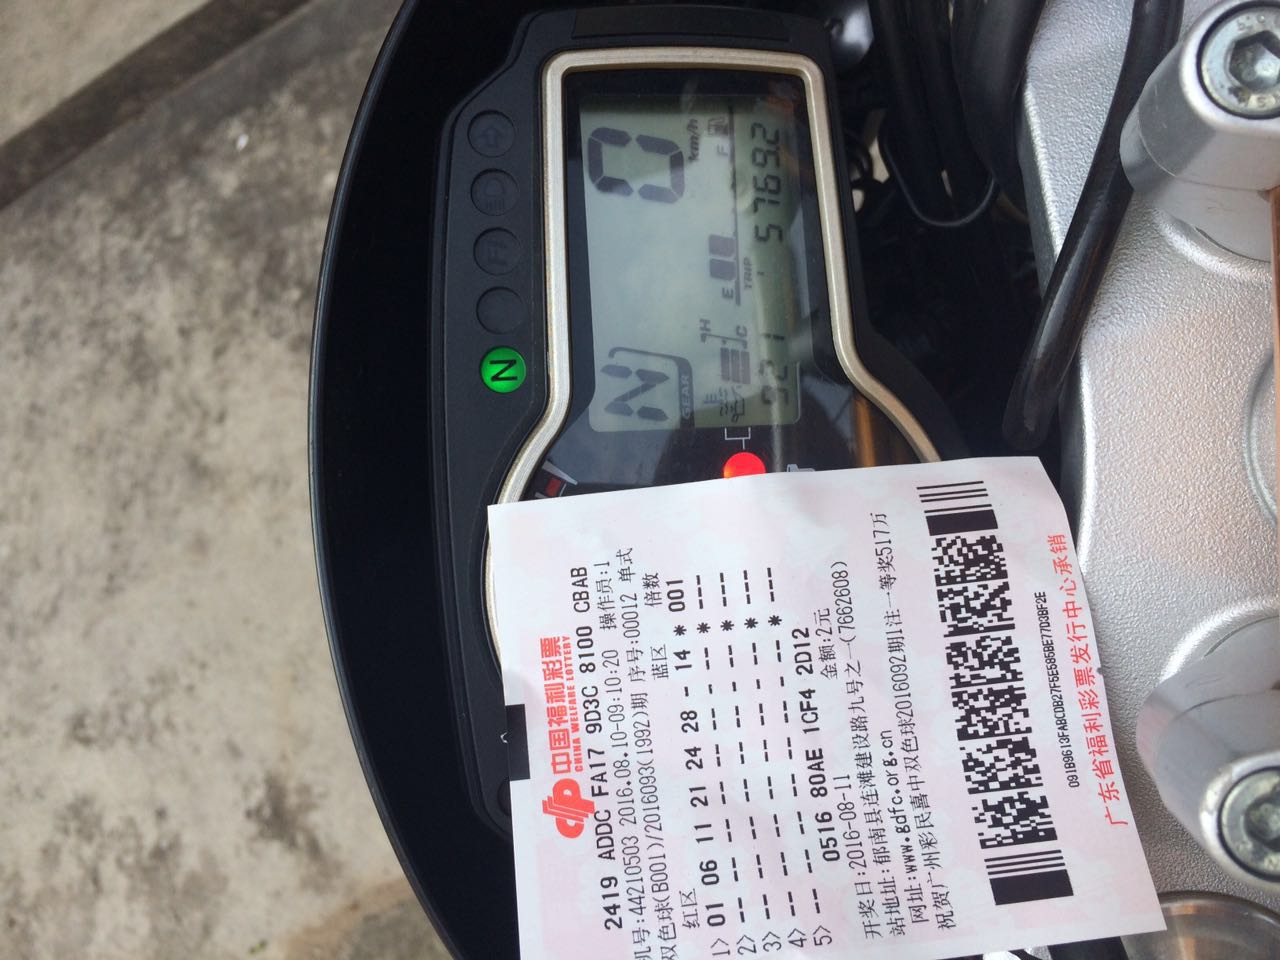 0
km/h
N
GEAR
H
C
E
F
TRIP
921
5769.2
N
中国福利彩票
CHINA WELFARE LOTTERY
2419 ADDC FA17 9D3C 8100 CBAB
机号:44210503 2016.08.10-09:10:20 操作员:1
双色球(B001)/2016093(1992)期 序号:00012 单式
红区 蓝区 倍数
1> 01 06 11 21 24 28 - 14 * 001
2> -- -- -- -- -- -- - -- * ---
3> -- -- -- -- -- -- - -- * ---
4> -- -- -- -- -- -- - -- * ---
5> -- -- -- -- -- -- - -- * ---
0516 80AE 1CF4 2D12
开奖日:2016-08-11 金额:2元
站地址:郁南县连滩建设路九号之一(7662608)
网址:www.gdfc.org.cn
祝贺广州彩民喜中双色球2016092期1注一等奖517万
091B9613FABCDB27F5E585BE77D3BF2E
广东省福利彩票发行中心承销